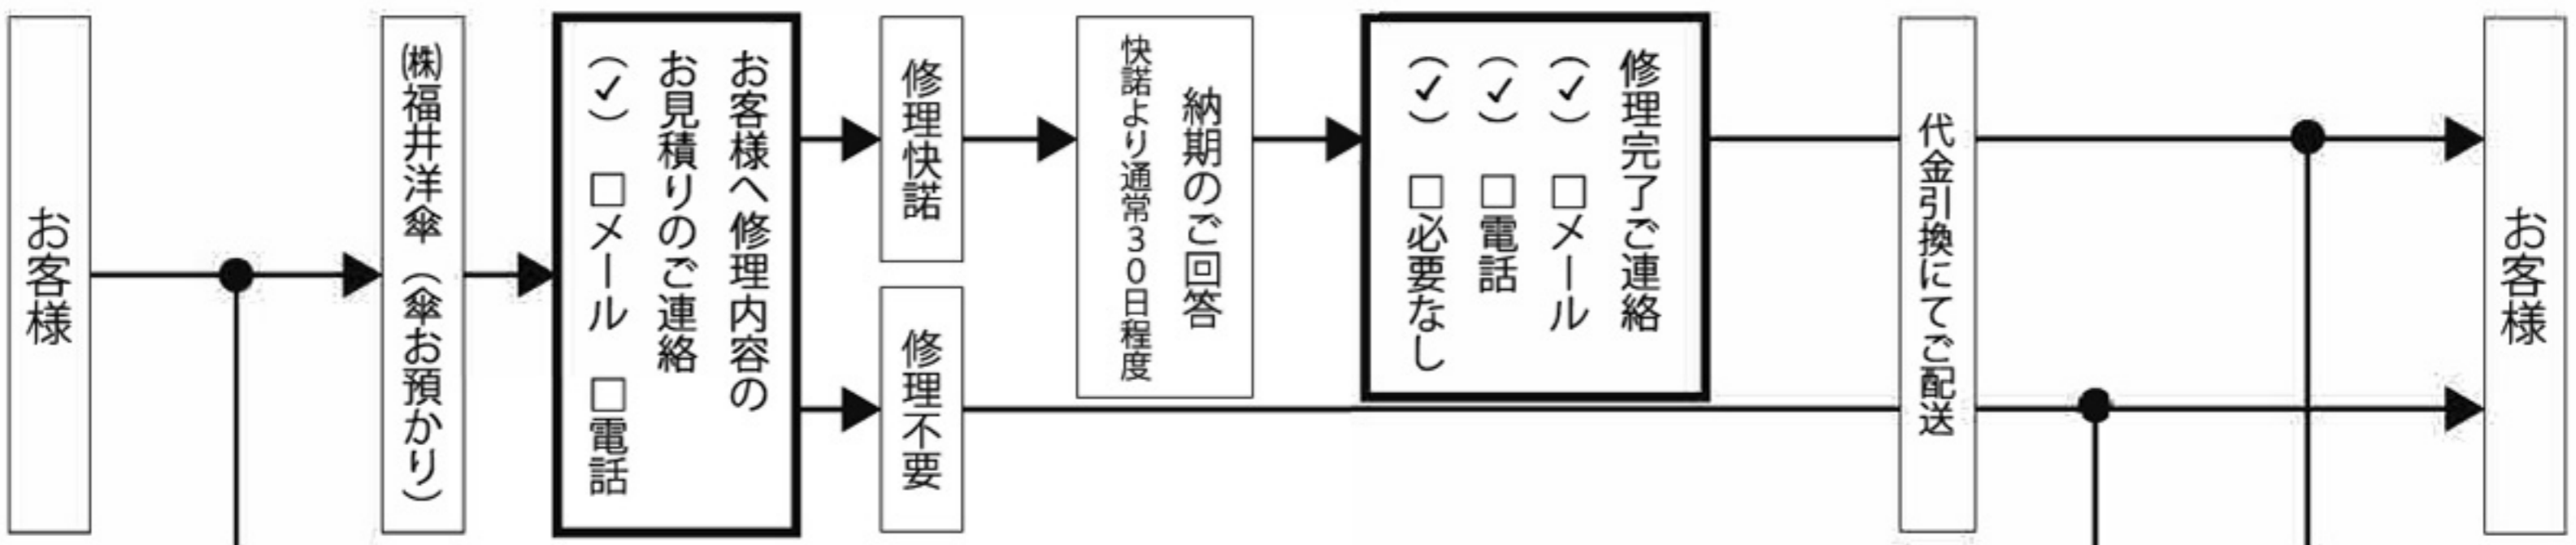 お客様
㈱福井洋傘（傘お預かり）
お客様へ修理内容の
お見積りのご連絡
（✓）　□メール　□電話
修理快諾
修理不要
納期のご回答
快諾より通常30日程度
修理完了ご連絡
（✓）　□メール
（✓）　□電話
（✓）　□必要なし
代金引換にてご配送
お客様